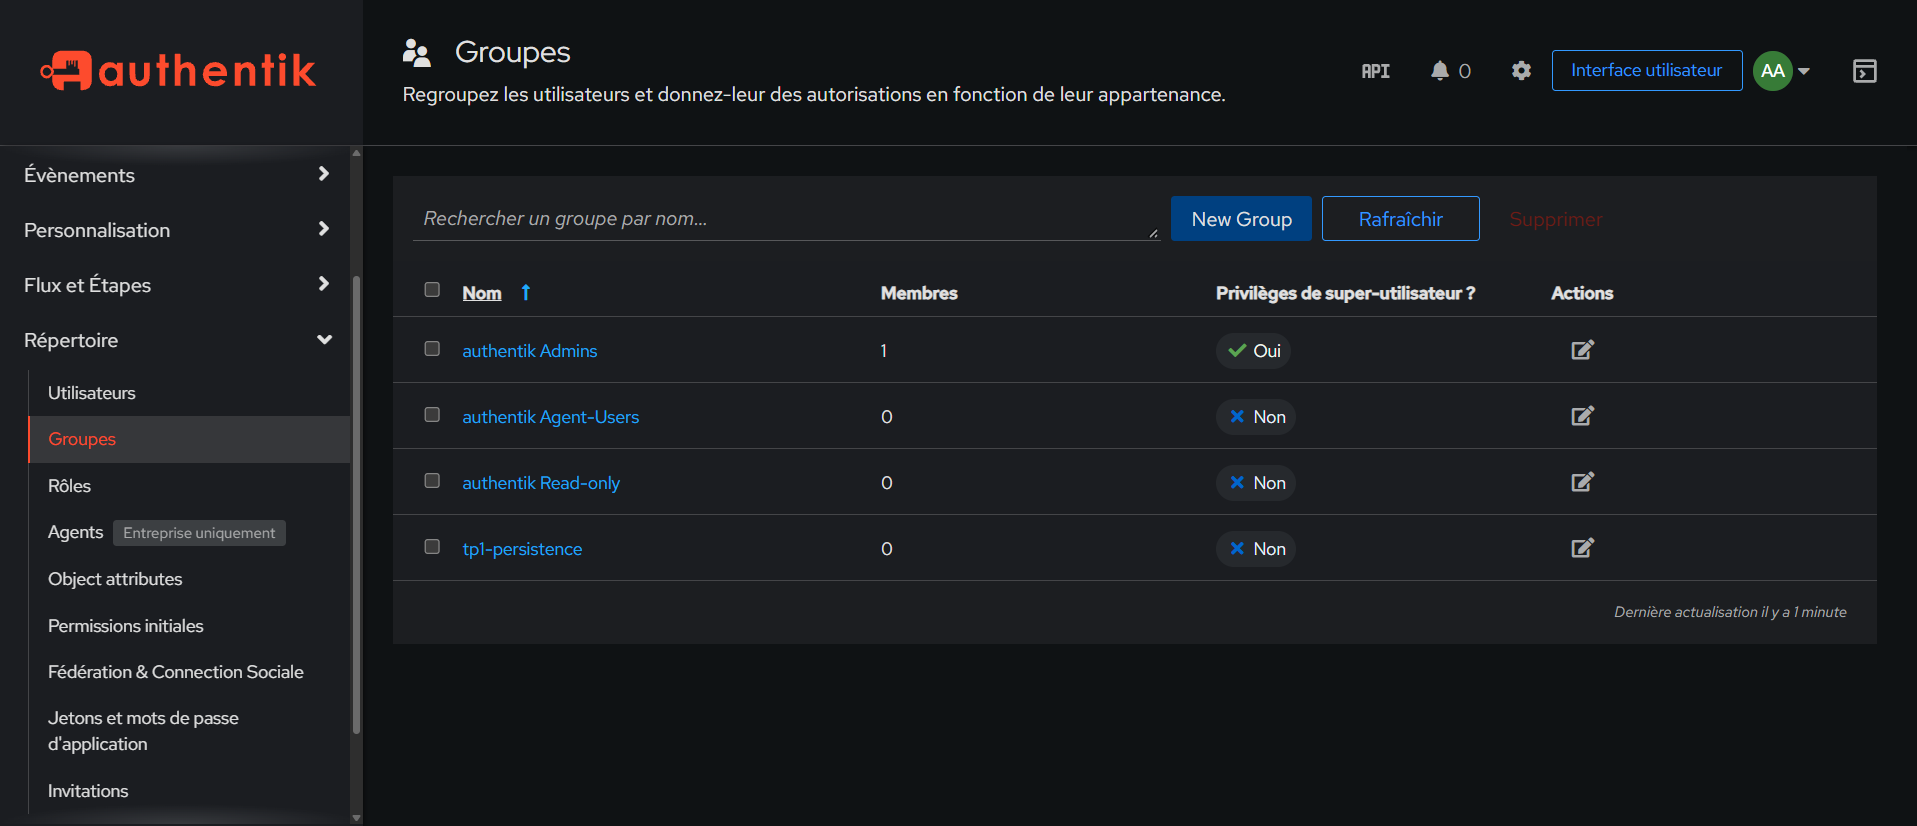 authentik
Groupes
Regroupez les utilisateurs et donnez-leur des autorisations en fonction de leur appartenance.
API
0
Interface utilisateur
AA
Évènements
Personnalisation
Flux et Étapes
Répertoire
Utilisateurs
Groupes
Rôles
Agents Entreprise uniquement
Object attributes
Permissions initiales
Fédération & Connection Sociale
Jetons et mots de passe
d'application
Invitations
Rechercher un groupe par nom...
New Group
Rafraîchir
Supprimer
Nom Membres Privilèges de super-utilisateur ? Actions
authentik Admins 1 Oui
authentik Agent-Users 0 Non
authentik Read-only 0 Non
tp1-persistence 0 Non
Dernière actualisation il y a 1 minute